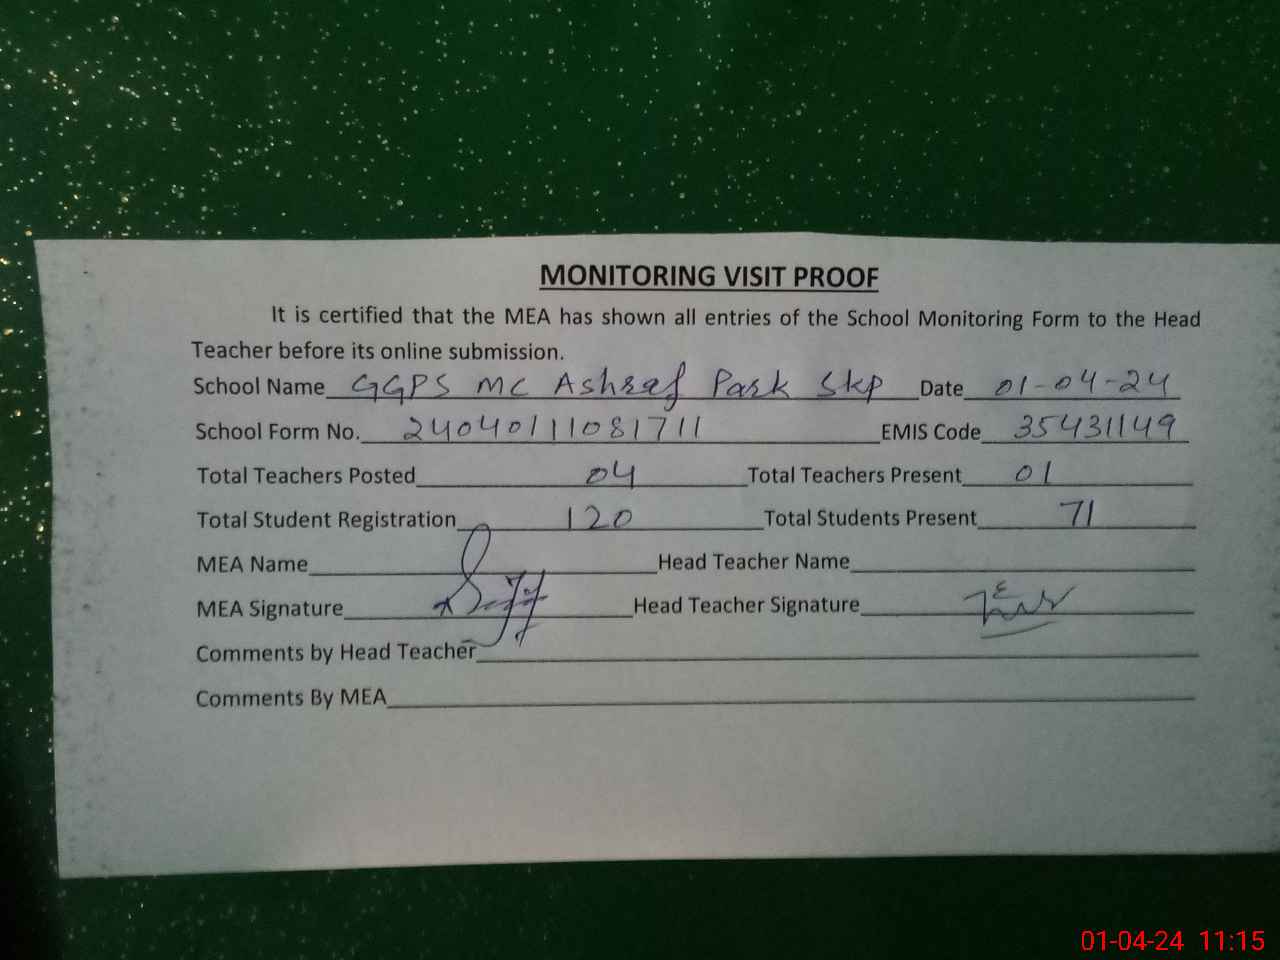 MONITORING VISIT PROOF
It is certified that the MEA has shown all entries of the School Monitoring Form to the Head
Teacher before its online submission.
School Name GGPS MC Ashraf Park Skp Date 01-04-24
School Form No. 24040111081711 EMIS Code 35431149
Total Teachers Posted 04 Total Teachers Present 01
Total Student Registration 120 Total Students Present 71
MEA Name Head Teacher Name
MEA Signature Head Teacher Signature
Comments by Head Teacher
Comments By MEA
01-04-24 11:15